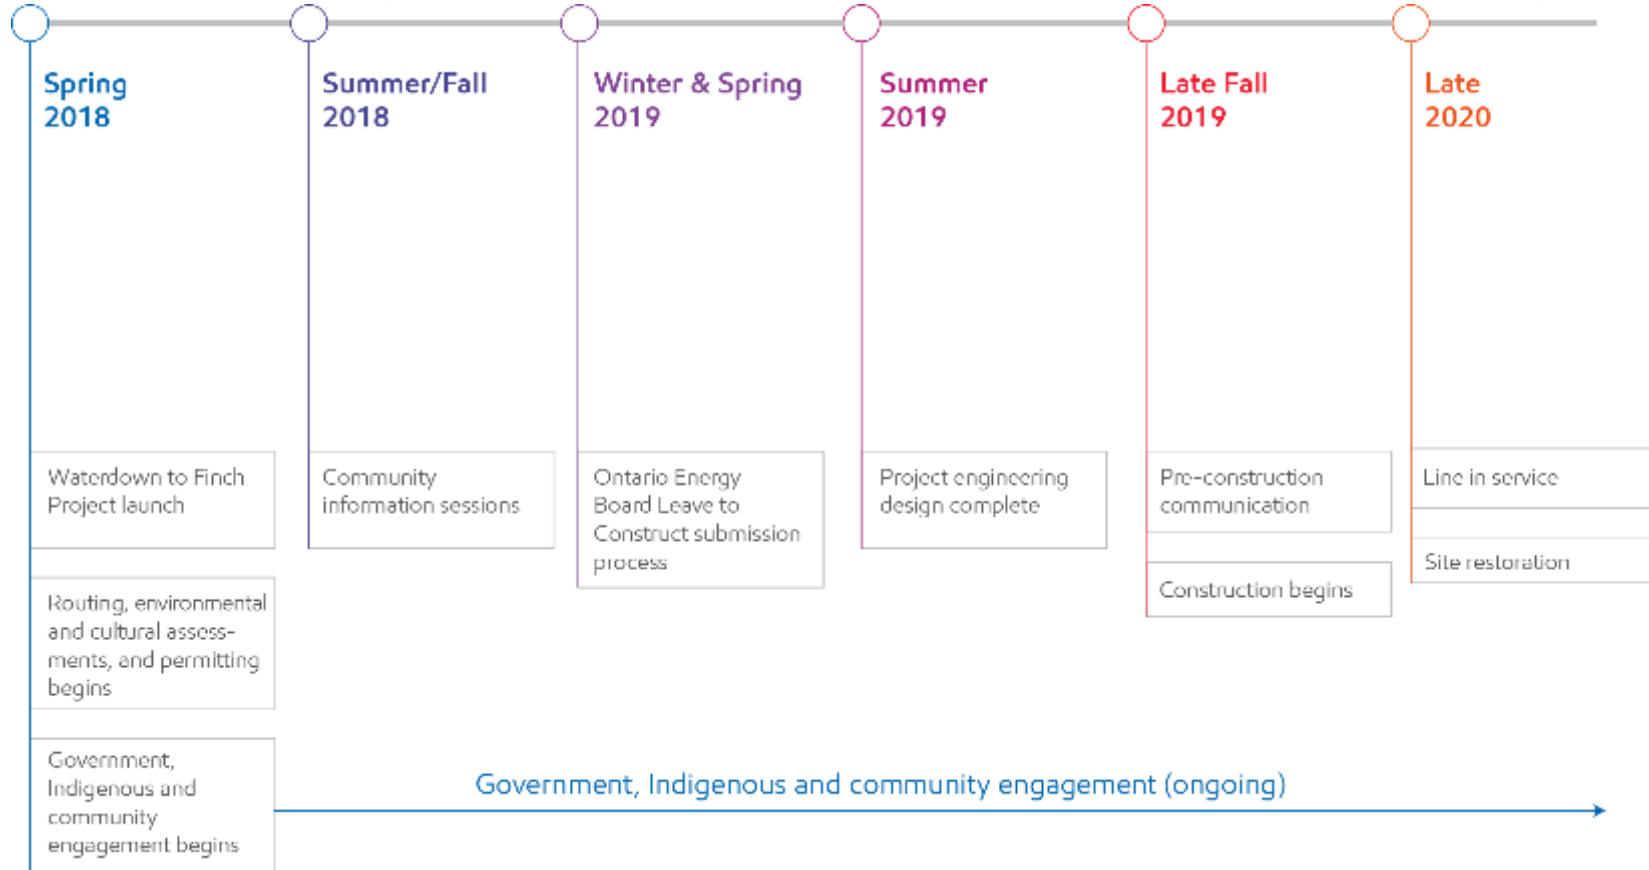 Spring
2018
Summer/Fall
2018
Winter & Spring
2019
Summer
2019
Late Fall
2019
Late
2020
Waterdown to Finch
Project launch
Routing, environmental
and cultural assess-
ments, and permitting
begins
Government,
Indigenous and
community
engagement begins
Community
information sessions
Ontario Energy
Board Leave to
Construct submission
process
Project engineering
design complete
Pre-construction
communication
Construction begins
Line in service
Site restoration
Government, Indigenous and community engagement (ongoing)